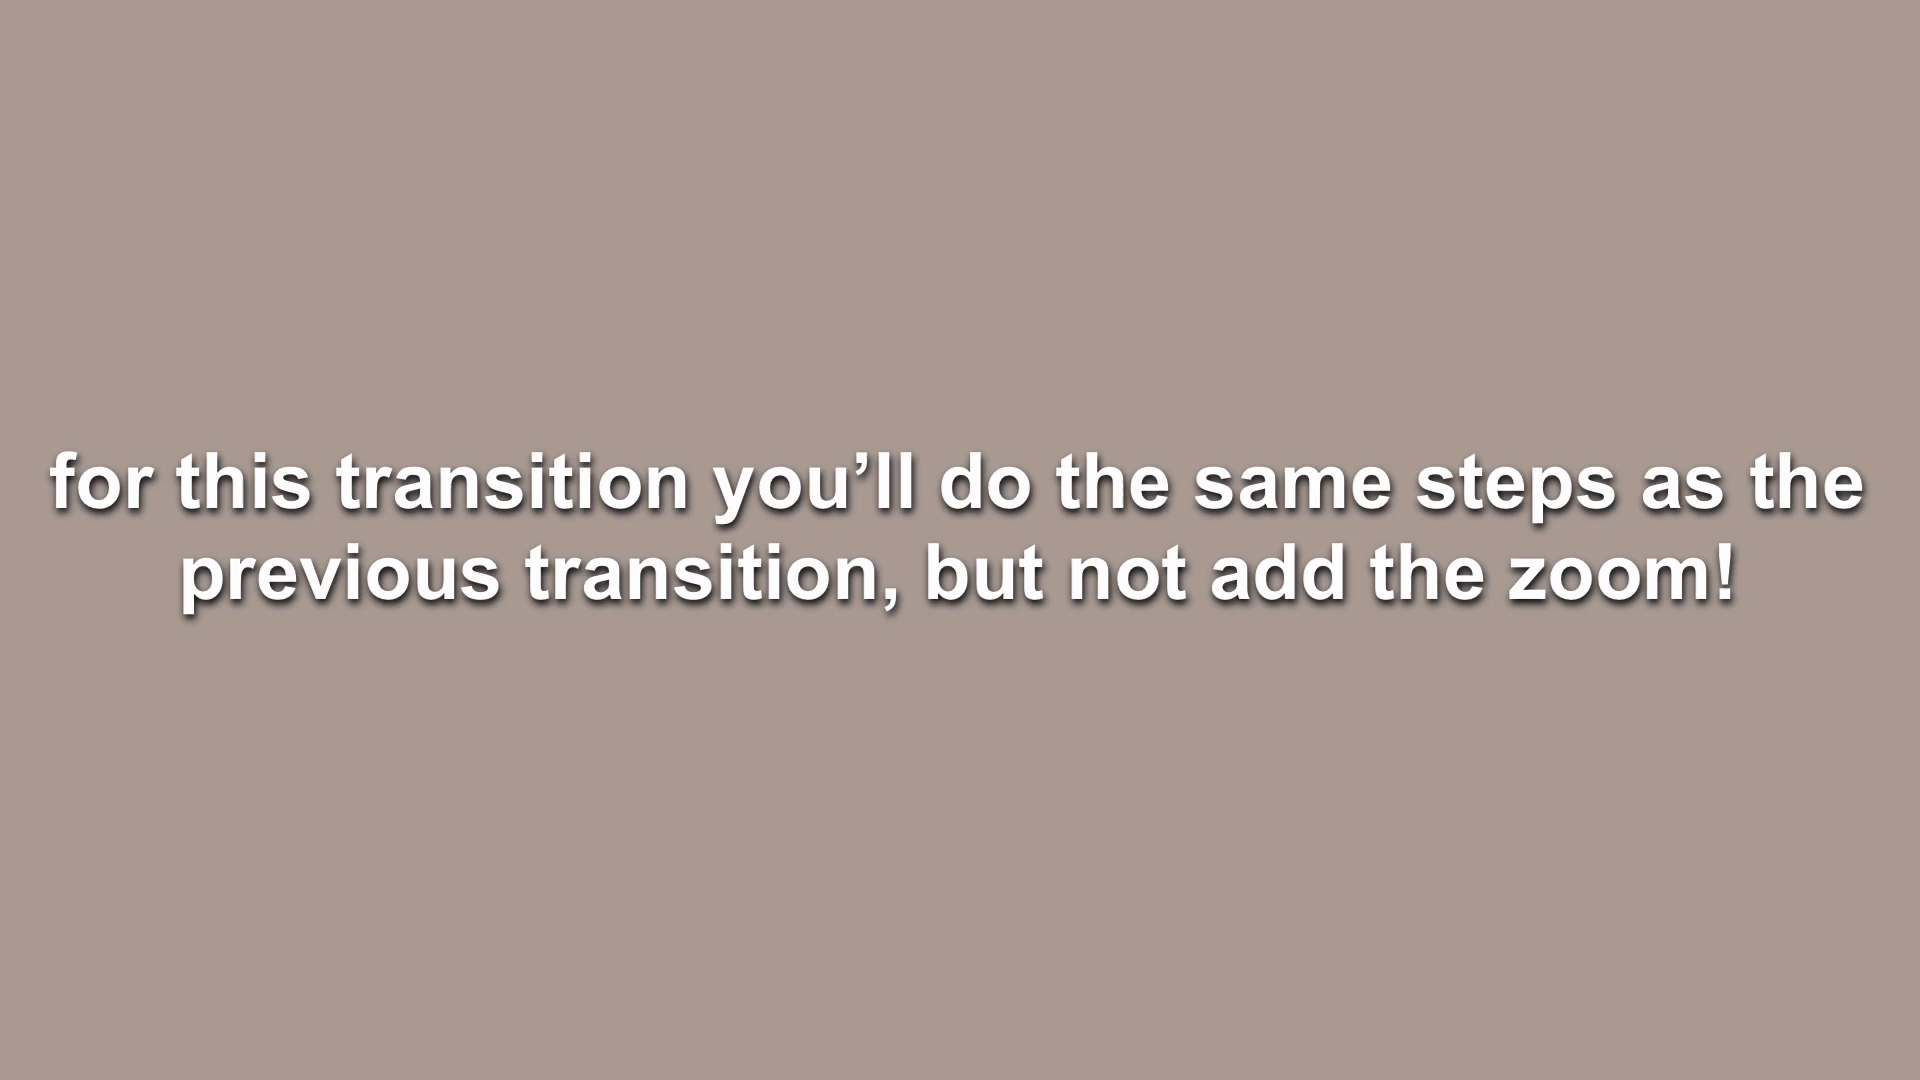 for this transition you’ll do the same steps as the
previous transition, but not add the zoom!